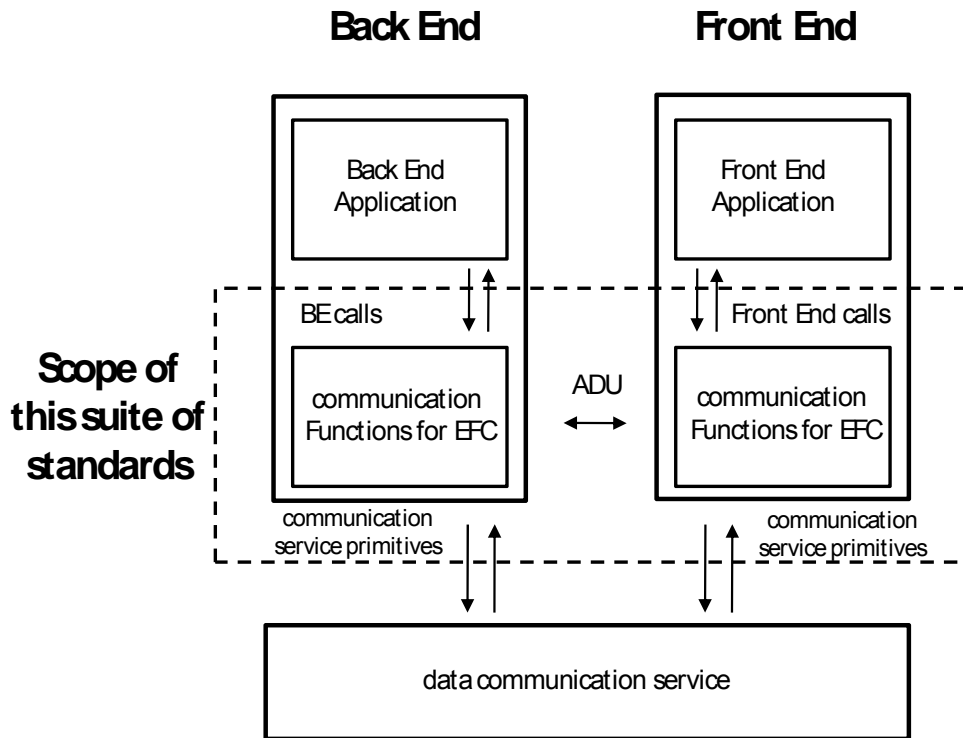 Back End
Front End
Back End
Application
Front End
Application
BE calls
Front End calls
Scope of
this suite of
standards
communication
Functions for EFC
ADU
communication
Functions for EFC
communication
service primitives
communication
service primitives
data communication service